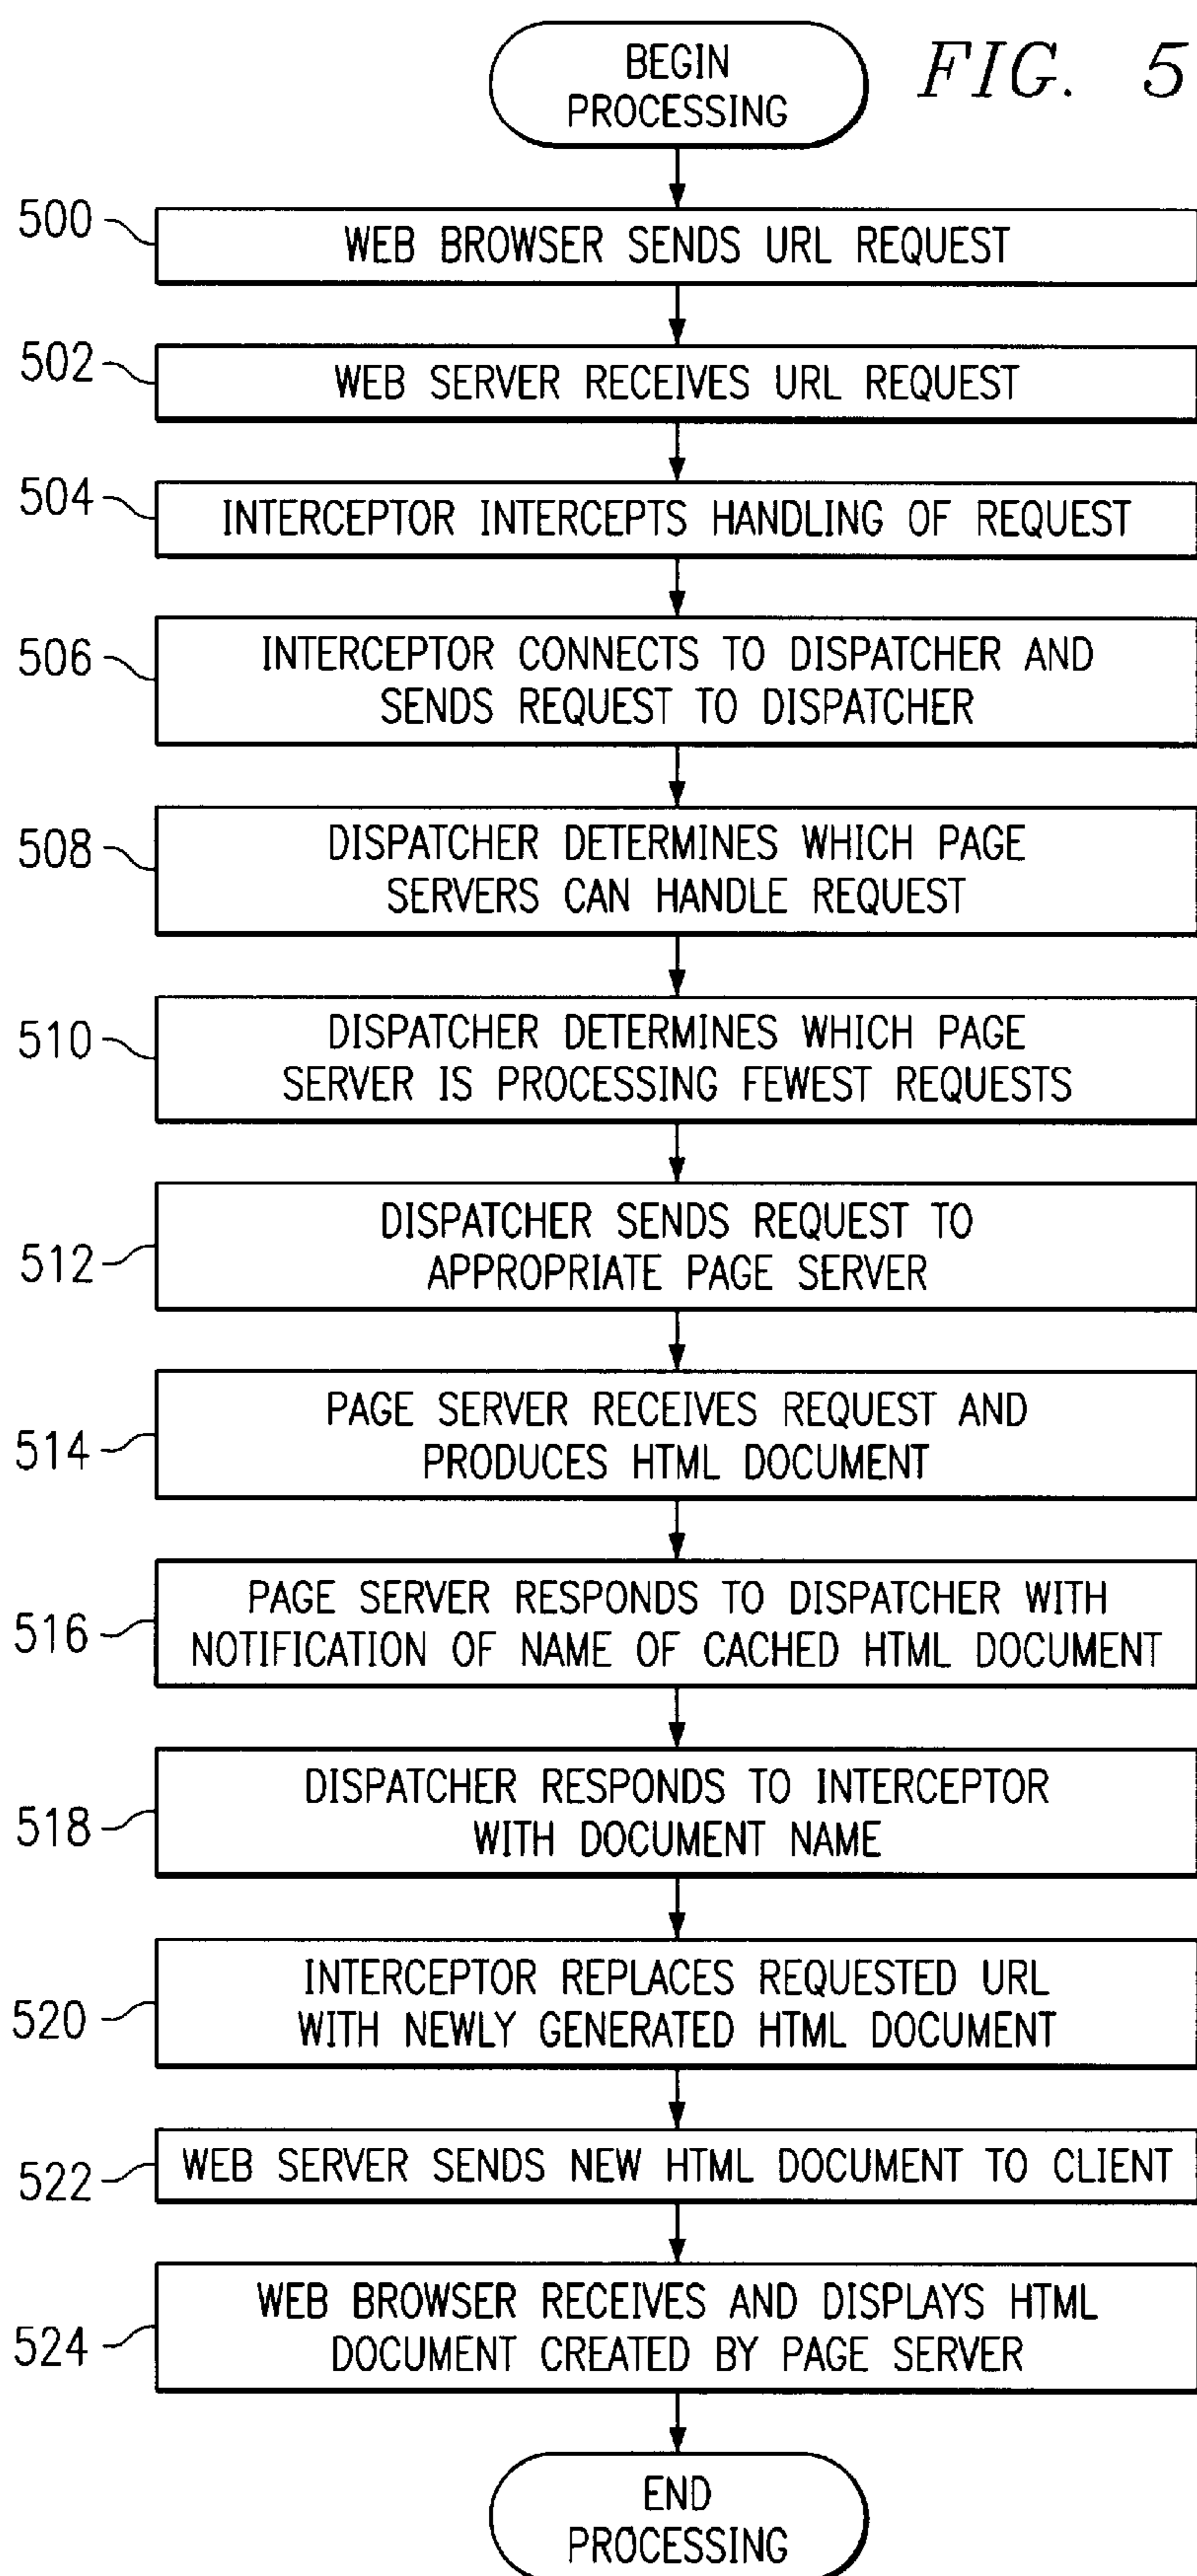 BEGIN
PROCESSING
FIG. 5
500
WEB BROWSER SENDS URL REQUEST
502
WEB SERVER RECEIVES URL REQUEST
504
INTERCEPTOR INTERCEPTS HANDLING OF REQUEST
506
INTERCEPTOR CONNECTS TO DISPATCHER AND
SENDS REQUEST TO DISPATCHER
508
DISPATCHER DETERMINES WHICH PAGE
SERVERS CAN HANDLE REQUEST
510
DISPATCHER DETERMINES WHICH PAGE
SERVER IS PROCESSING FEWEST REQUESTS
512
DISPATCHER SENDS REQUEST TO
APPROPRIATE PAGE SERVER
514
PAGE SERVER RECEIVES REQUEST AND
PRODUCES HTML DOCUMENT
516
PAGE SERVER RESPONDS TO DISPATCHER WITH
NOTIFICATION OF NAME OF CACHED HTML DOCUMENT
518
DISPATCHER RESPONDS TO INTERCEPTOR
WITH DOCUMENT NAME
520
INTERCEPTOR REPLACES REQUESTED URL
WITH NEWLY GENERATED HTML DOCUMENT
522
WEB SERVER SENDS NEW HTML DOCUMENT TO CLIENT
524
WEB BROWSER RECEIVES AND DISPLAYS HTML
DOCUMENT CREATED BY PAGE SERVER
END
PROCESSING